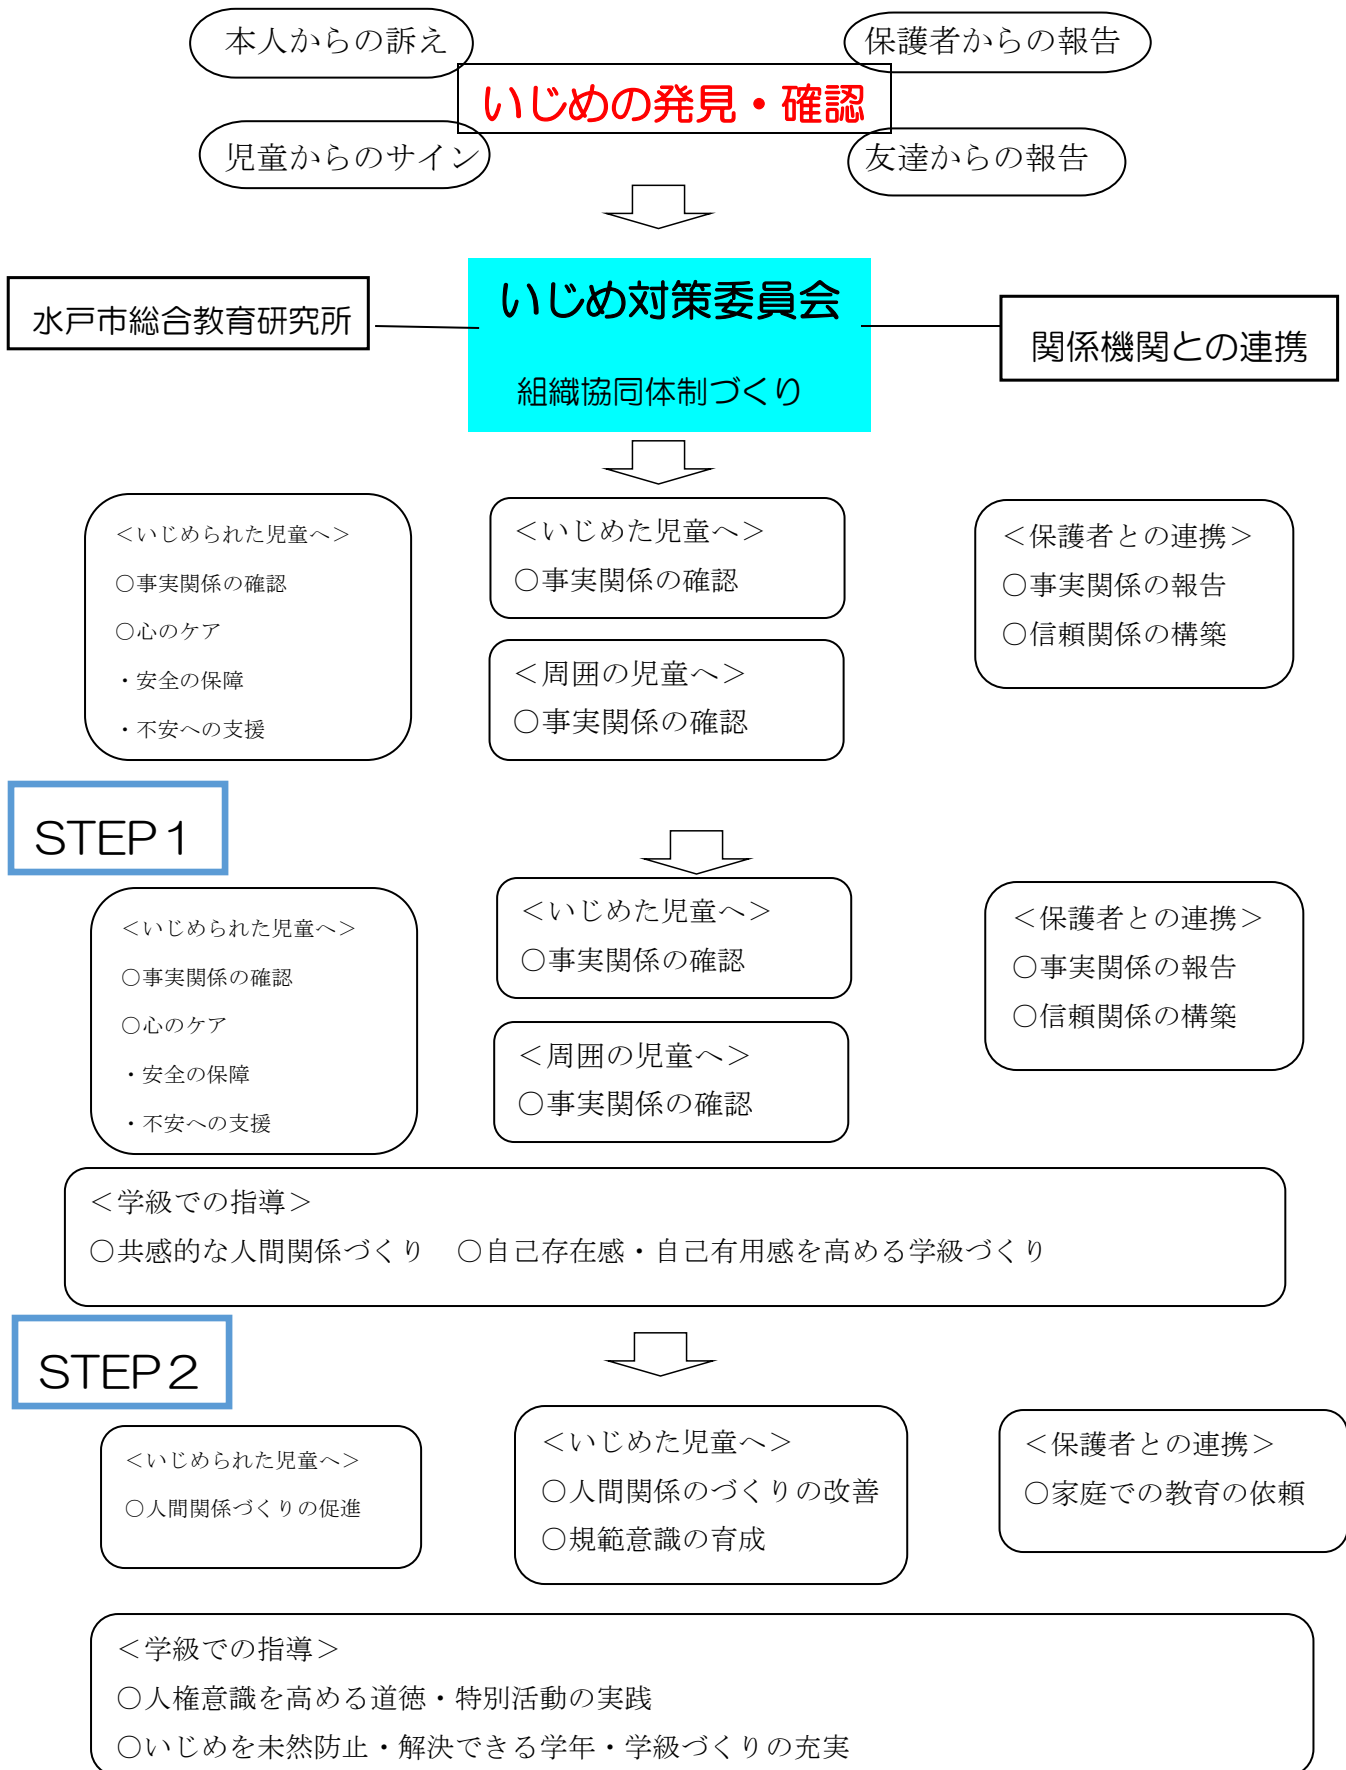 本人からの訴え
保護者からの報告
いじめの発見・確認
児童からのサイン
友達からの報告
いじめ対策委員会
水戸市総合教育研究所
関係機関との連携
組織協同体制づくり
＜いじめられた児童へ＞
○事実関係の確認
○心のケア
・安全の保障
・不安への支援
＜いじめた児童へ＞
○事実関係の確認
＜周囲の児童へ＞
○事実関係の確認
＜保護者との連携＞
○事実関係の報告
○信頼関係の構築
STEP１
＜いじめられた児童へ＞
○事実関係の確認
○心のケア
・安全の保障
・不安への支援
＜いじめた児童へ＞
○事実関係の確認
＜周囲の児童へ＞
○事実関係の確認
＜保護者との連携＞
○事実関係の報告
○信頼関係の構築
＜学級での指導＞
○共感的な人間関係づくり　○自己存在感・自己有用感を高める学級づくり
STEP２
＜いじめられた児童へ＞
○人間関係づくりの促進
＜いじめた児童へ＞
○人間関係のづくりの改善
○規範意識の育成
＜保護者との連携＞
○家庭での教育の依頼
＜学級での指導＞
○人権意識を高める道徳・特別活動の実践
○いじめを未然防止・解決できる学年・学級づくりの充実